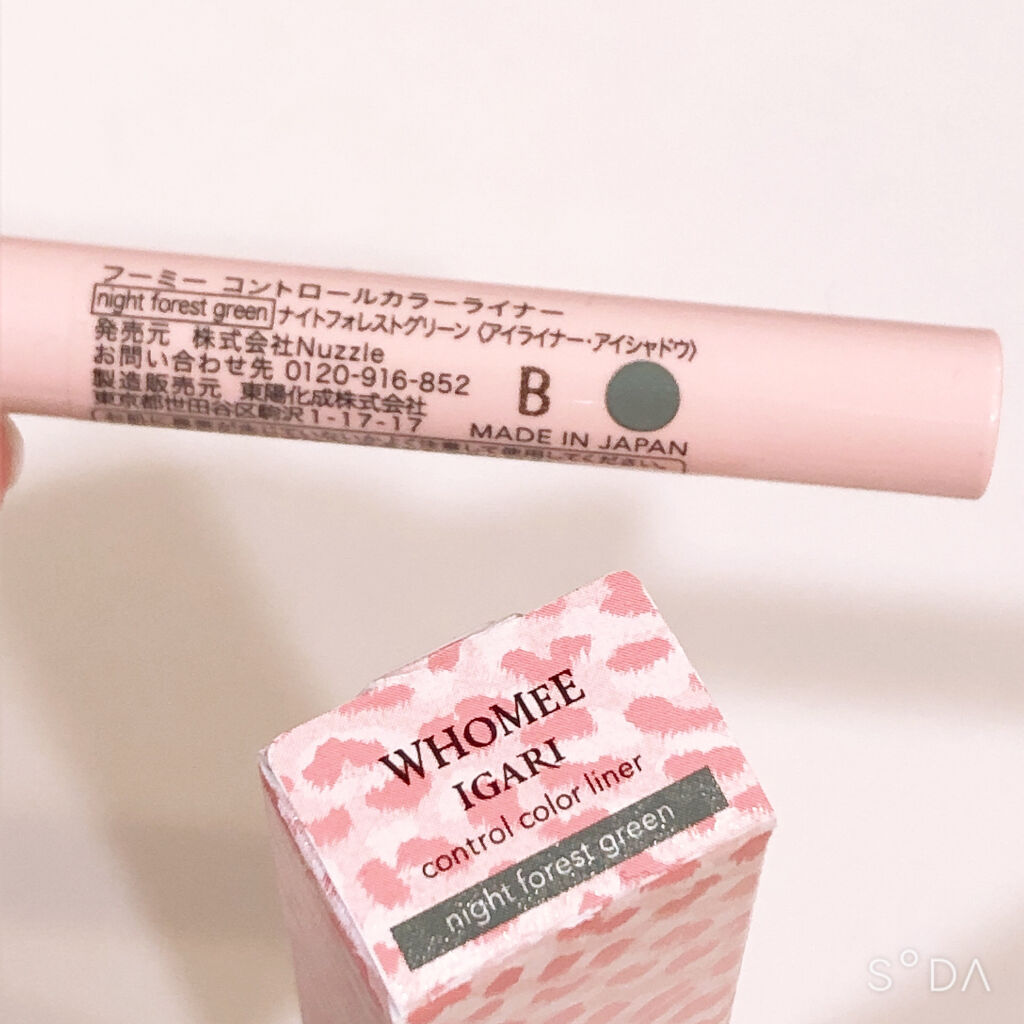 フーミー コントロールカラーライナー
night forest green ナイトフォレストグリーン〈アイライナー・アイシャドウ〉
発売元 株式会社Nuzzle
お問い合わせ先 0120-916-852
製造販売元 東陽化成株式会社
東京都世田谷区駒沢1-17-17
B
MADE IN JAPAN
WHOMEE
IGARI
control color liner
night forest green
SODA